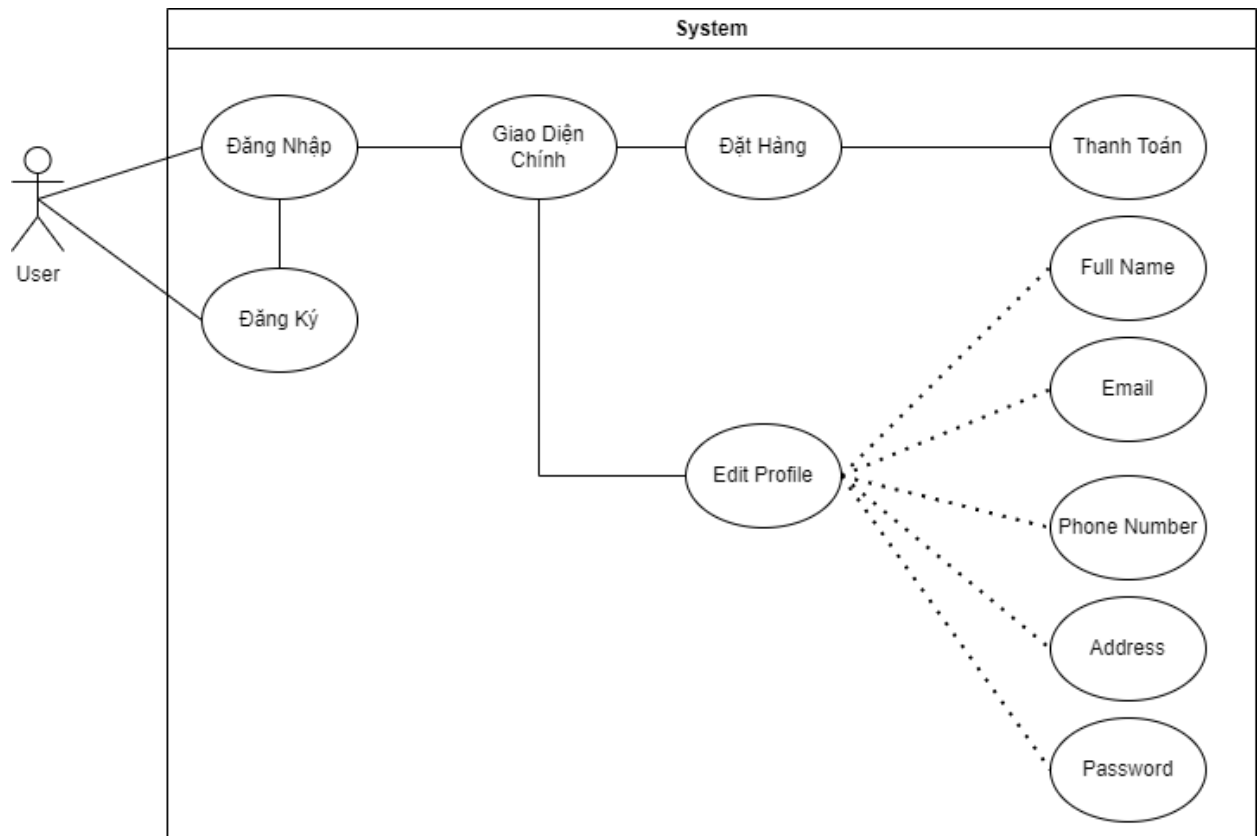 System
Đăng Nhập
Giao Diện
Chính
Đặt Hàng
Thanh Toán
User
Đăng Ký
Full Name
Email
Edit Profile
Phone Number
Address
Password